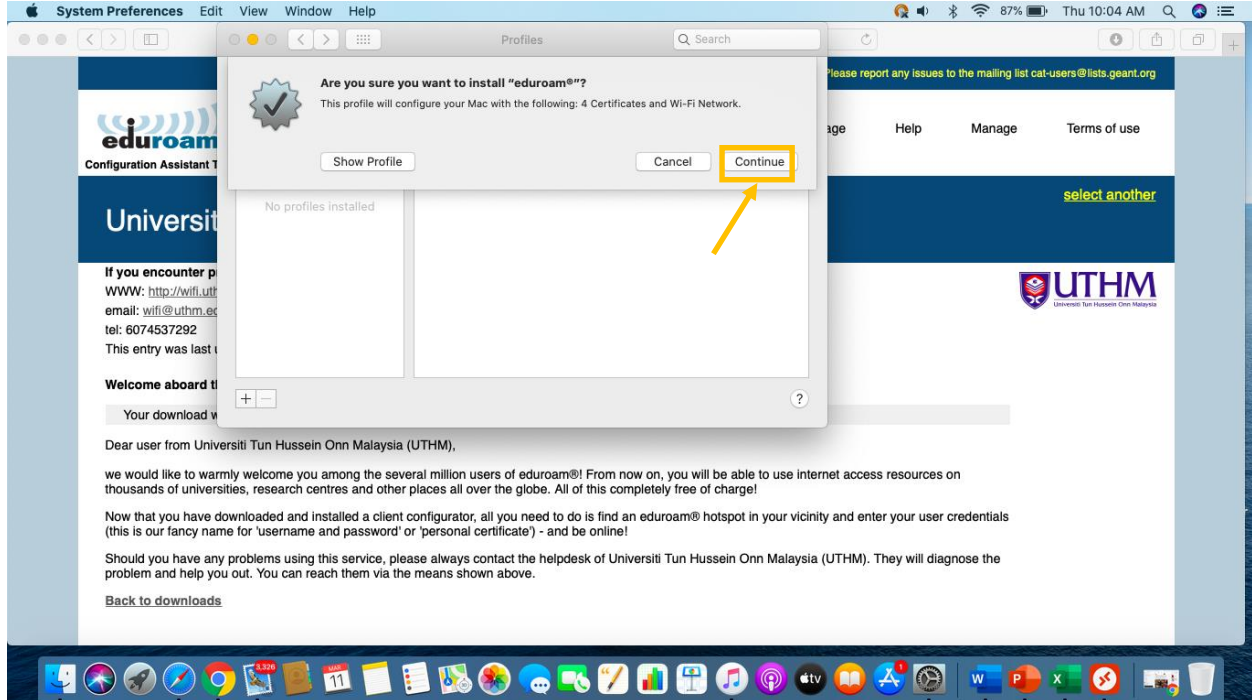 System Preferences Edit View Window Help
87% Thu 10:04 AM
Profiles
Search
Please report any issues to the mailing list cat-users@lists.geant.org
Are you sure you want to install “eduroam®”?
This profile will configure your Mac with the following: 4 Certificates and Wi-Fi Network.
Show Profile Cancel Continue
eduroam
Configuration Assistant T
age Help Manage Terms of use
No profiles installed
select another
Universit
If you encounter p
WWW: http://wifi.uth
email: wifi@uthm.ed
tel: 6074537292
This entry was last u
UTHM
Universiti Tun Hussein Onn Malaysia
Welcome aboard th
Your download w
+ − ?
Dear user from Universiti Tun Hussein Onn Malaysia (UTHM),
we would like to warmly welcome you among the several million users of eduroam®! From now on, you will be able to use internet access resources on
thousands of universities, research centres and other places all over the globe. All of this completely free of charge!
Now that you have downloaded and installed a client configurator, all you need to do is find an eduroam® hotspot in your vicinity and enter your user credentials
(this is our fancy name for 'username and password' or 'personal certificate') - and be online!
Should you have any problems using this service, please always contact the helpdesk of Universiti Tun Hussein Onn Malaysia (UTHM). They will diagnose the
problem and help you out. You can reach them via the means shown above.
Back to downloads
3,326
MAR
11
tv
1
W P X